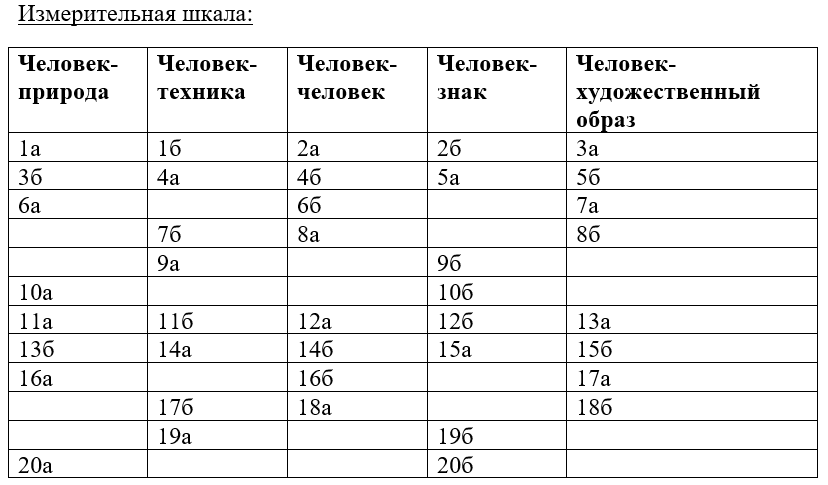 Измерительная шкала:
Человек-природа Человек-техника Человек-человек Человек-знак Человек-художественный образ
1а 1б 2а 2б 3а
3б 4а 4б 5а 5б
6а 6б 7а
7б 8а 8б
9а 9б
10а 10б
11а 11б 12а 12б 13а
13б 14а 14б 15а 15б
16а 16б 17а
17б 18а 18б
19а 19б
20а 20б